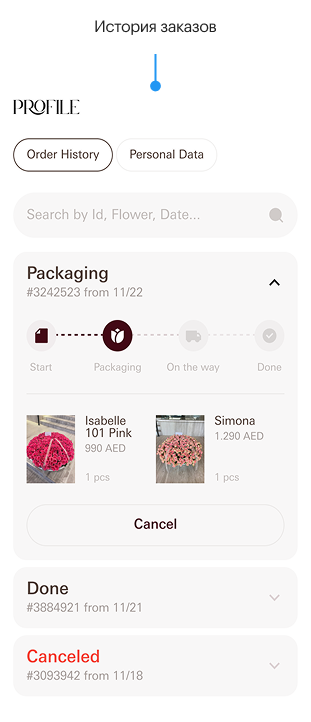 История заказов
PROFILE
Order History
Personal Data
Search by Id, Flower, Date...
Packaging
#3242523 from 11/22
Start
Packaging
On the way
Done
Isabelle
101 Pink
990 AED
1 pcs
Simona
1.290 AED
1 pcs
Cancel
Done
#3884921 from 11/21
Canceled
#3093942 from 11/18